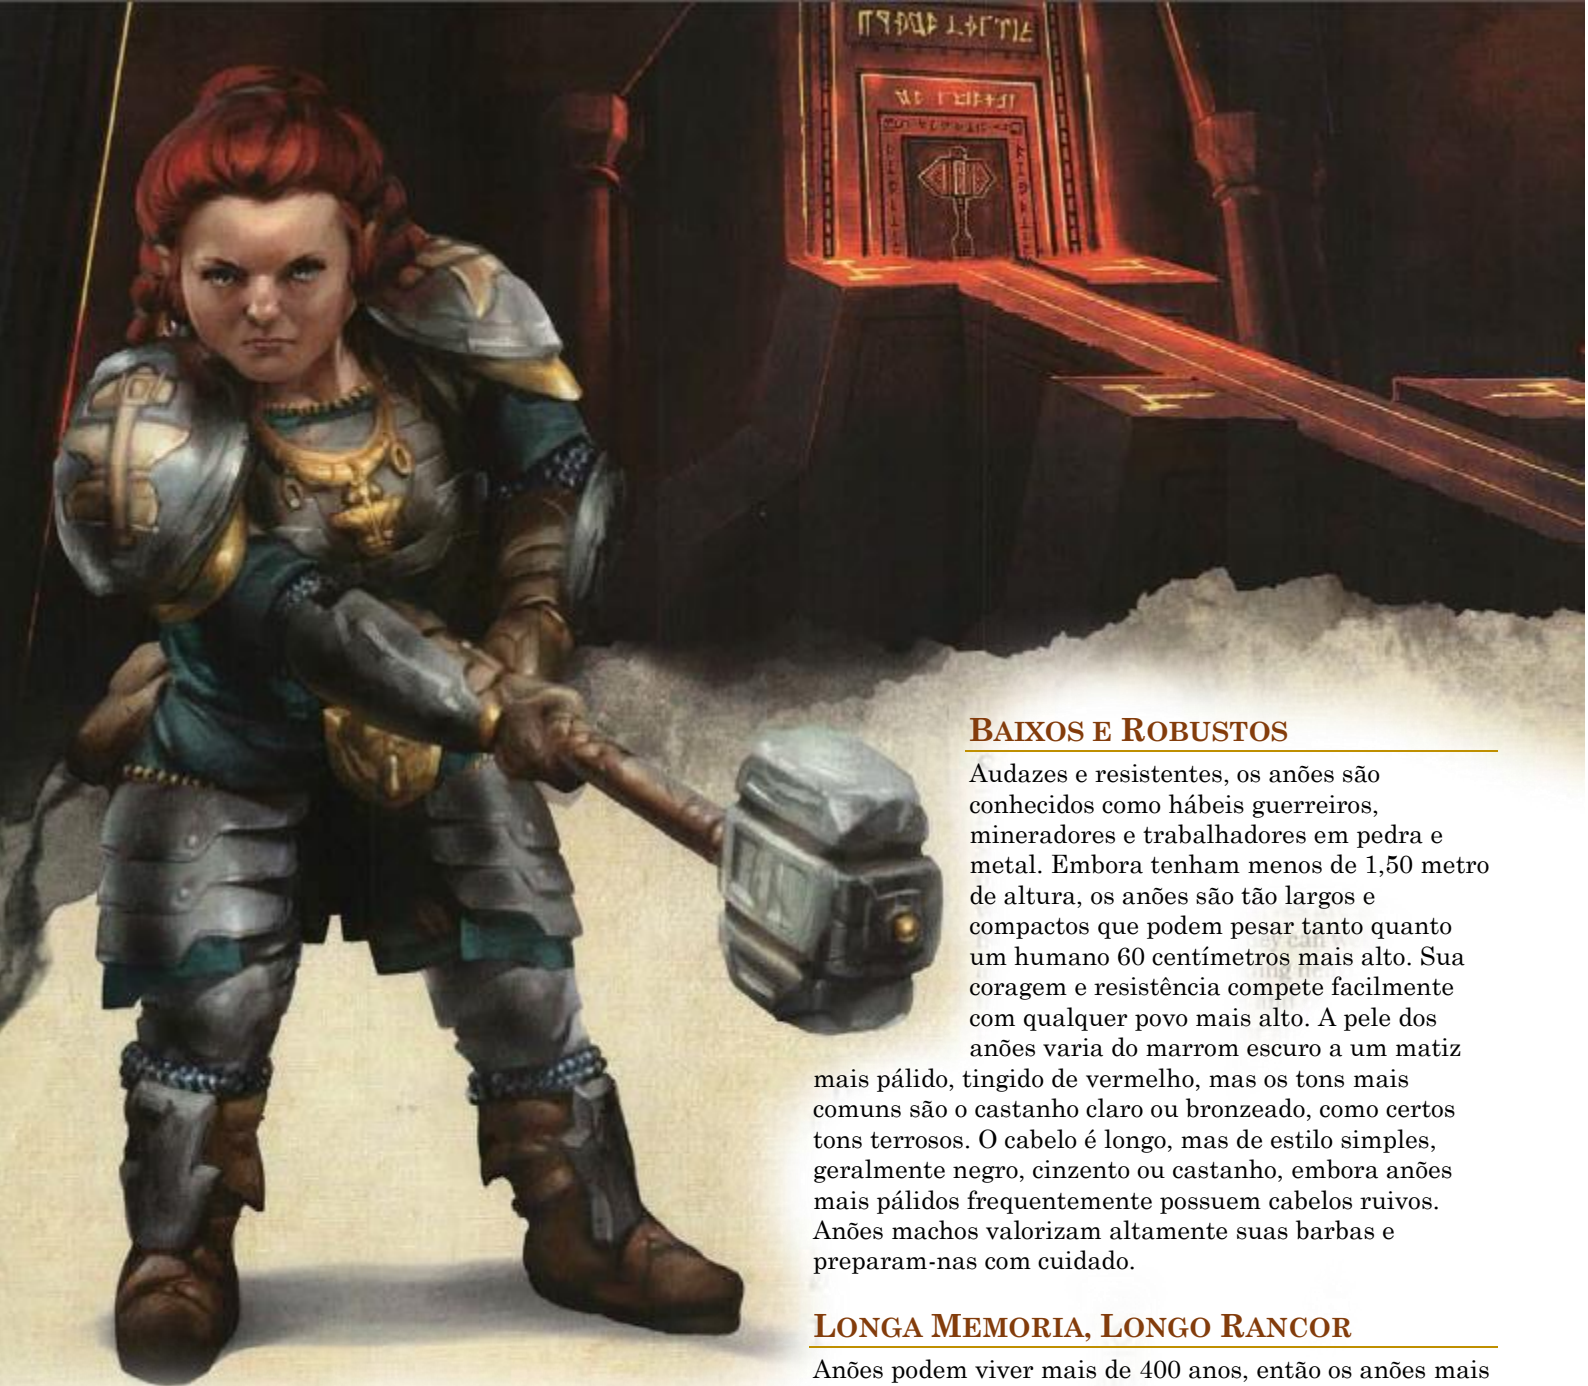 BAIXOS E ROBUSTOS
Audazes e resistentes, os anões são
conhecidos como hábeis guerreiros,
mineradores e trabalhadores em pedra e
metal. Embora tenham menos de 1,50 metro
de altura, os anões são tão largos e
compactos que podem pesar tanto quanto
um humano 60 centímetros mais alto. Sua
coragem e resistência compete facilmente
com qualquer povo mais alto. A pele dos
anões varia do marrom escuro a um matiz
mais pálido, tingido de vermelho, mas os tons mais
comuns são o castanho claro ou bronzeado, como certos
tons terrosos. O cabelo é longo, mas de estilo simples,
geralmente negro, cinzento ou castanho, embora anões
mais pálidos frequentemente possuem cabelos ruivos.
Anões machos valorizam altamente suas barbas e
preparam-nas com cuidado.
LONGA MEMORIA, LONGO RANCOR
Anões podem viver mais de 400 anos, então os anões mais